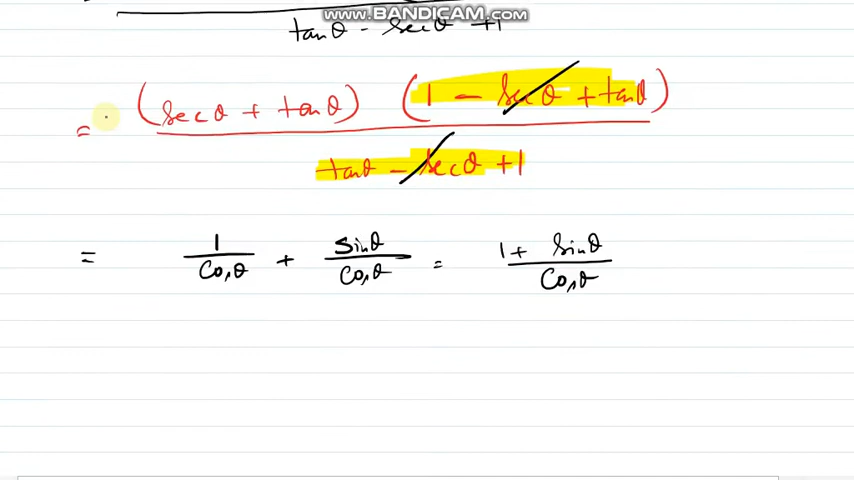 www.BANDICAM.com
tanθ - secθ +1
= (secθ + tanθ) (1 - secθ + tanθ)
tanθ - secθ +1
= 1 + sinθ = 1 + sinθ
Cosθ Cosθ Cosθ